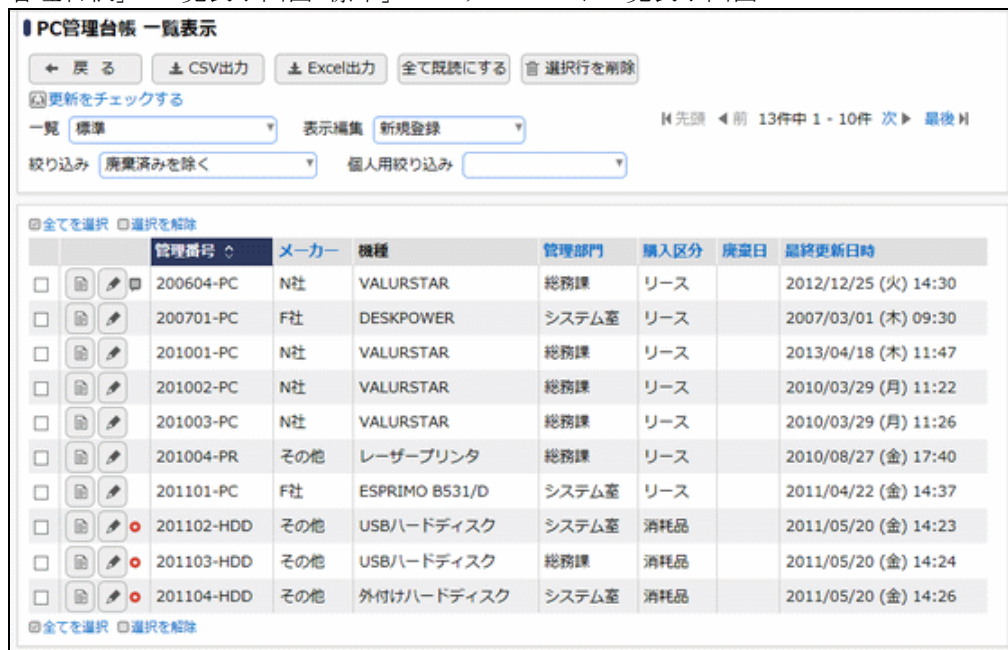 PC管理台帳 一覧表示
← 戻 る CSV出力 Excel出力 全て既読にする 選択行を削除
更新をチェックする
一覧 標準 表示編集 新規登録 先頭 前 13件中 1 - 10件 次 最後
絞り込み 廃棄済みを除く 個人用絞り込み
全てを選択 選択を解除
管理番号 メーカー 機種 管理部門 購入区分 廃棄日 最終更新日時
200604-PC N社 VALURSTAR 総務課 リース 2012/12/25 (火) 14:30
200701-PC F社 DESKPOWER システム室 リース 2007/03/01 (木) 09:30
201001-PC N社 VALURSTAR 総務課 リース 2013/04/18 (木) 11:47
201002-PC N社 VALURSTAR 総務課 リース 2010/03/29 (月) 11:22
201003-PC N社 VALURSTAR 総務課 リース 2010/03/29 (月) 11:26
201004-PR その他 レーザープリンタ 総務課 リース 2010/08/27 (金) 17:40
201101-PC F社 ESPRIMO B531/D システム室 リース 2011/04/22 (金) 14:37
201102-HDD その他 USBハードディスク システム室 消耗品 2011/05/20 (金) 14:23
201103-HDD その他 USBハードディスク 総務課 消耗品 2011/05/20 (金) 14:24
201104-HDD その他 外付けハードディスク システム室 消耗品 2011/05/20 (金) 14:26
全てを選択 選択を解除